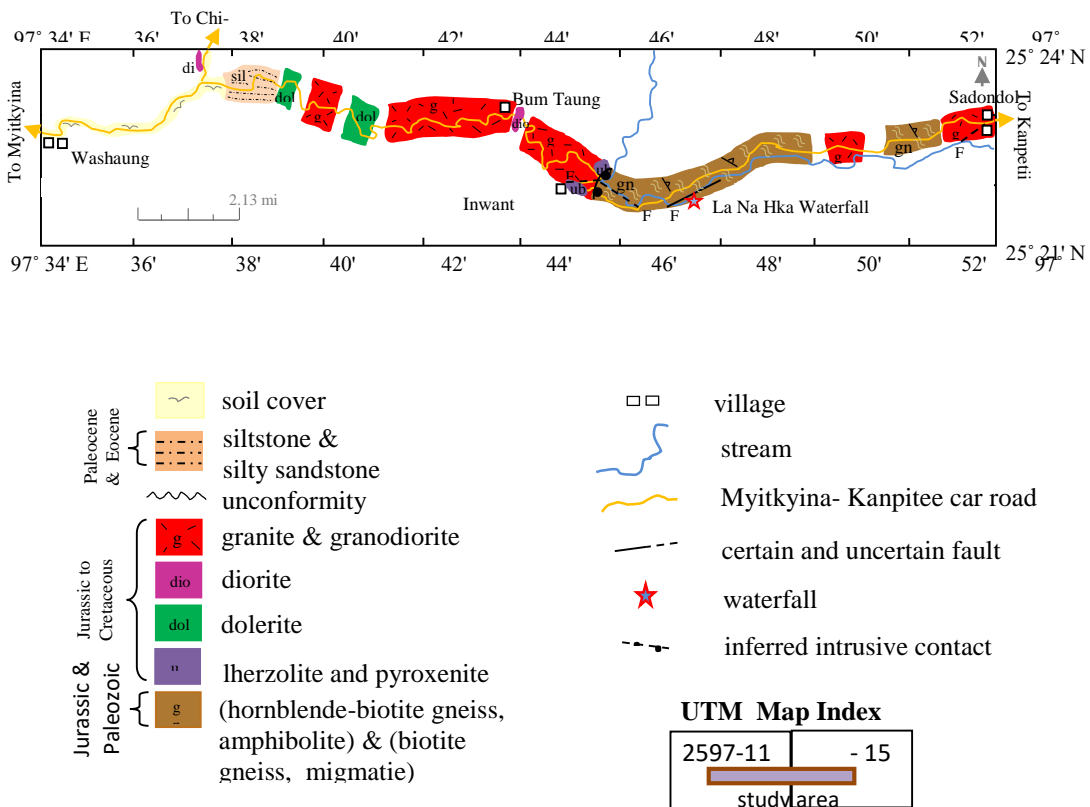 To Chi-
97° 34' E 36' 38' 40' 42' 44' 46' 48' 50' 52' 97°
25° 24' N
N
di
sil
dol
g
dol
g
Bum Taung
dio
g
Sadondol
g
To Myitkyina
Washaung
To Kanpetii
gn
g
F
ub
F
ub
gn
2.13 mi
Inwant
F F
La Na Hka Waterfall
25° 21' N
97° 34' E 36' 38' 40' 42' 44' 46' 48' 50' 52' 97°
soil cover
Paleocene
& Eocene
siltstone &
silty sandstone
unconformity
Jurassic to
Cretaceous
g
granite & granodiorite
dio
diorite
dol
dolerite
lherzolite and pyroxenite
Jurassic &
Paleozoic
g
(hornblende-biotite gneiss,
amphibolite) & (biotite
gneiss, migmatie)
village
stream
Myitkyina- Kanpitee car road
certain and uncertain fault
waterfall
inferred intrusive contact
UTM Map Index
2597-11 - 15
study area